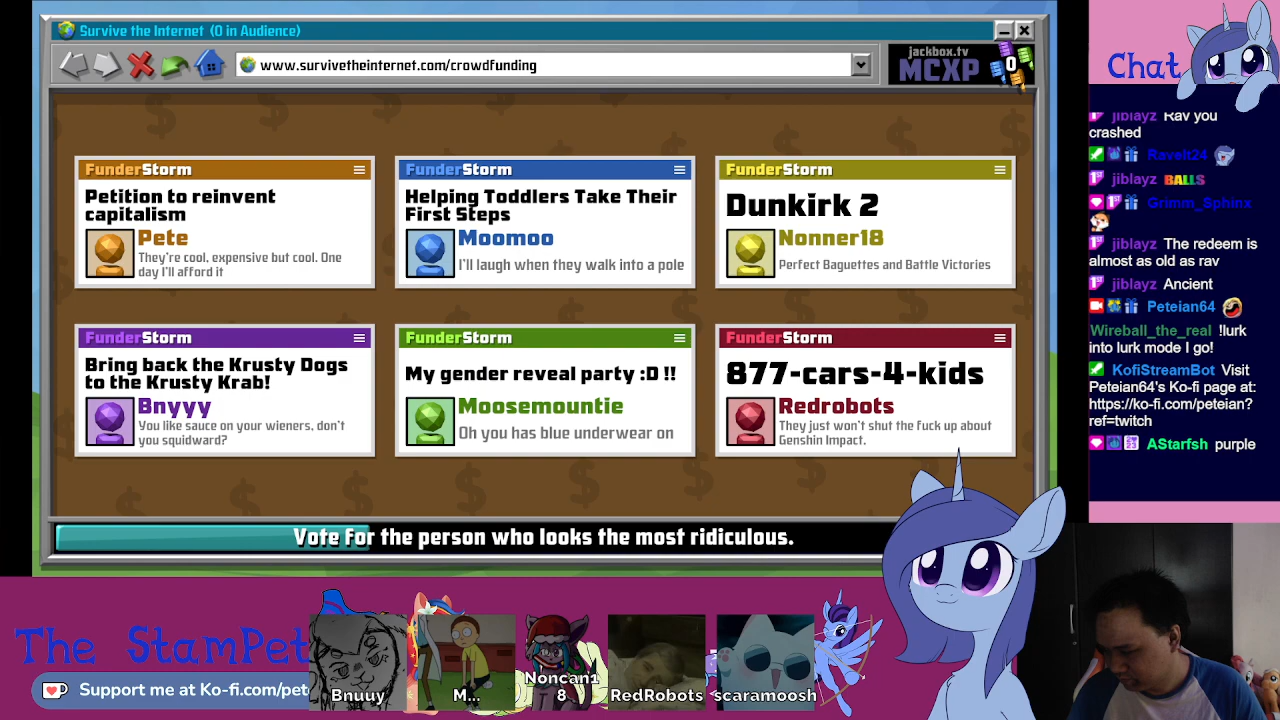 Survive the Internet (0 in Audience)
www.survivetheinternet.com/crowdfunding
jackbox.tv
MCXP
0
FunderStorm
Petition to reinvent
capitalism
Pete
They're cool. expensive but cool. One
day I'll afford it
FunderStorm
Helping Toddlers Take Their
First Steps
Moomoo
I'll laugh when they walk into a pole
FunderStorm
Dunkirk 2
Nonner18
Perfect Baguettes and Battle Victories
FunderStorm
Bring back the Krusty Dogs
to the Krusty Krab!
Bnyyy
You like sauce on your wieners, don't
you squidward?
FunderStorm
My gender reveal party :D !!
Moosemountie
Oh you has blue underwear on
FunderStorm
877-cars-4-kids
Redrobots
They just won't shut the fuck up about
Genshin Impact.
Vote for the person who looks the most ridiculous.
Chat
jiblayz Rav you
crashed
Ravelt24
jiblayz BALLS
Grimm_Sphinx
jiblayz The redeem is
almost as old as rav
jiblayz Ancient
Peteian64
Wireball_the_real !lurk
into lurk mode I go!
KofiStreamBot Visit
Peteian64's Ko-fi page at:
https://ko-fi.com/peteian?
ref=twitch
AStarfsh purple
The StamPet
Support me at Ko-fi.com/pet
Bnuuy
M...
Noncan1
8
RedRobots
scaramoosh